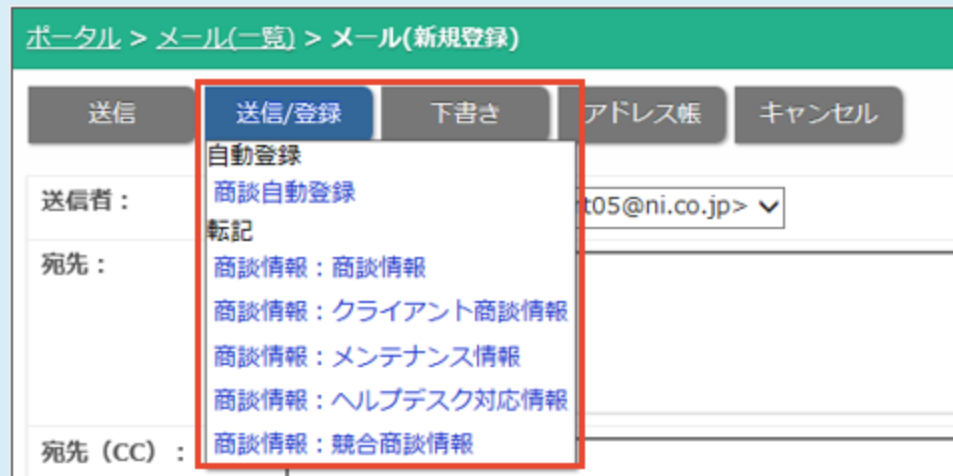 ポータル > メール(一覧) > メール(新規登録)
送信 送信/登録 下書き アドレス帳 キャンセル
自動登録
商談自動登録
送信者： t05@ni.co.jp>
転記
宛先： 商談情報：商談情報
商談情報：クライアント商談情報
商談情報：メンテナンス情報
商談情報：ヘルプデスク対応情報
宛先（CC）： 商談情報：競合商談情報